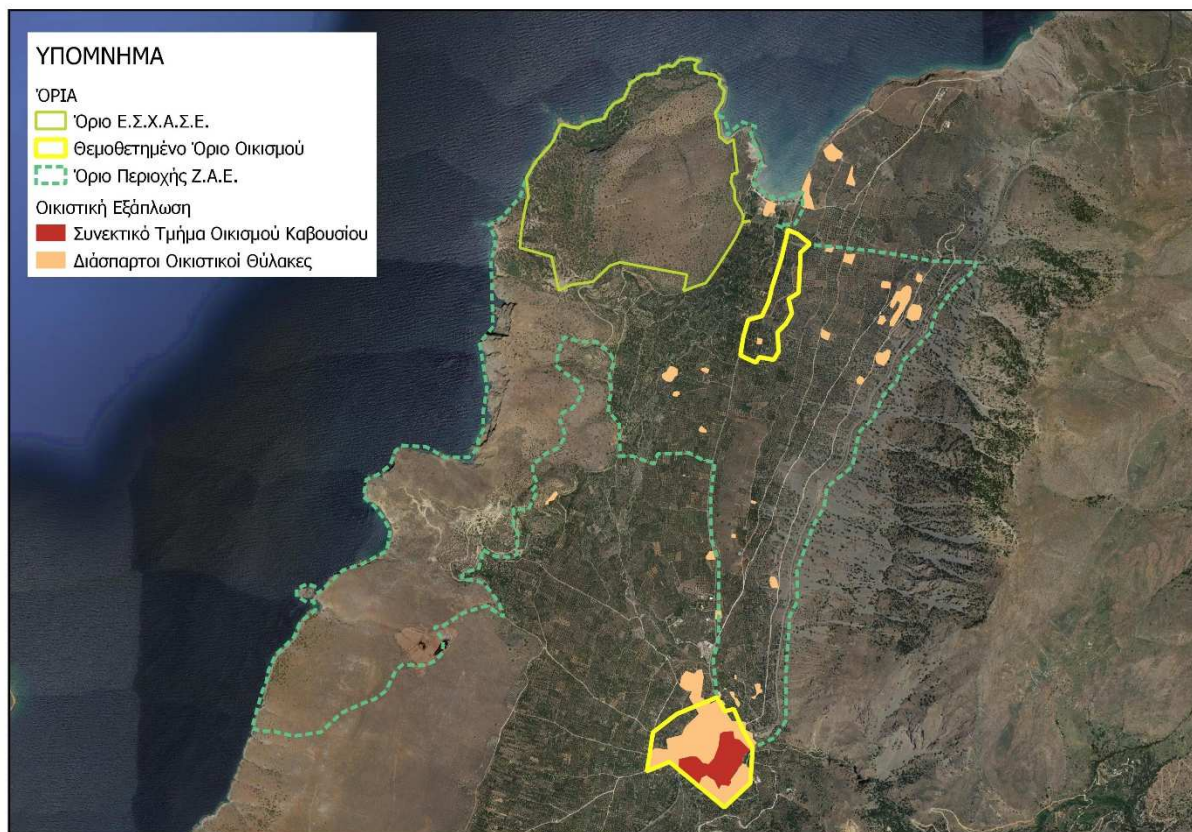 ΥΠΟΜΝΗΜΑ
ΌΡΙΑ
Όριο Ε.Σ.Χ.Α.Σ.Ε.
Θεμοθετημένο Όριο Οικισμού
Όριο Περιοχής Ζ.Α.Ε.
Οικιστική Εξάπλωση
Συνεκτικό Τμήμα Οικισμού Καβουσίου
Διάσπαρτοι Οικιστικοί Θύλακες